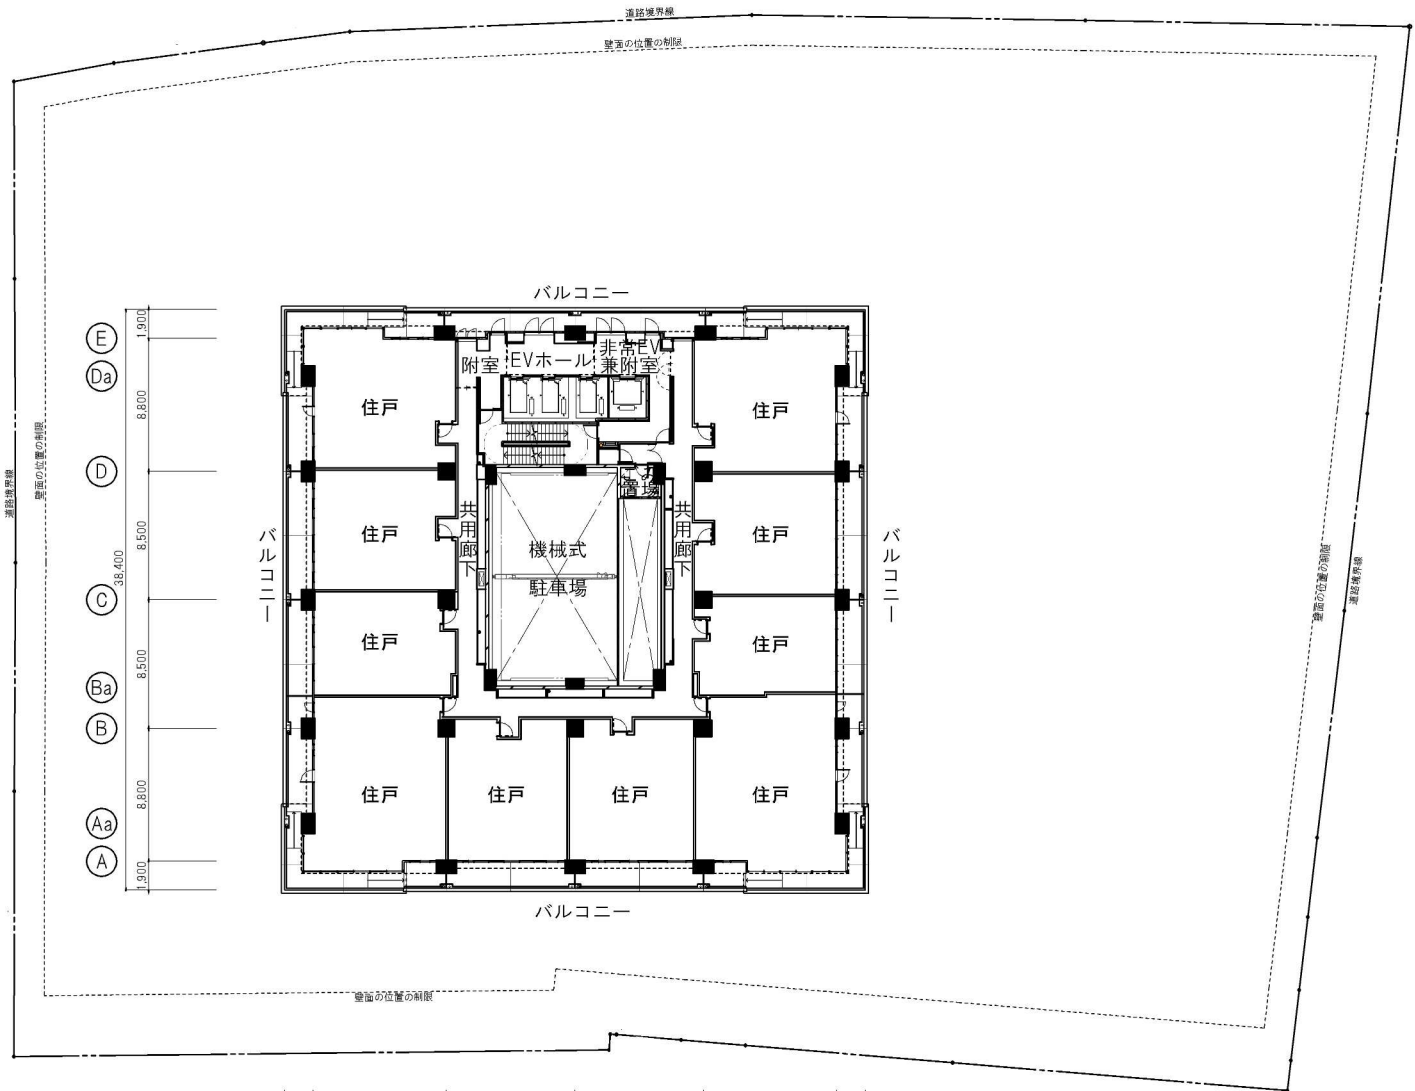 道路境界線
壁面の位置の制限
バルコニー
E
Da
D
C
Ba
B
Aa
A
1,900
8,800
8,500
38,400
8,500
8,800
1,900
附室
EVホール
非常EV
兼附室
住戸
住戸
住戸
住戸
バルコニー
共用廊下
機械式
駐車場
置場
共用廊下
バルコニー
住戸
住戸
住戸
住戸
住戸
住戸
バルコニー
道路境界線
壁面の位置の制限
壁面の位置の制限
道路境界線
壁面の位置の制限